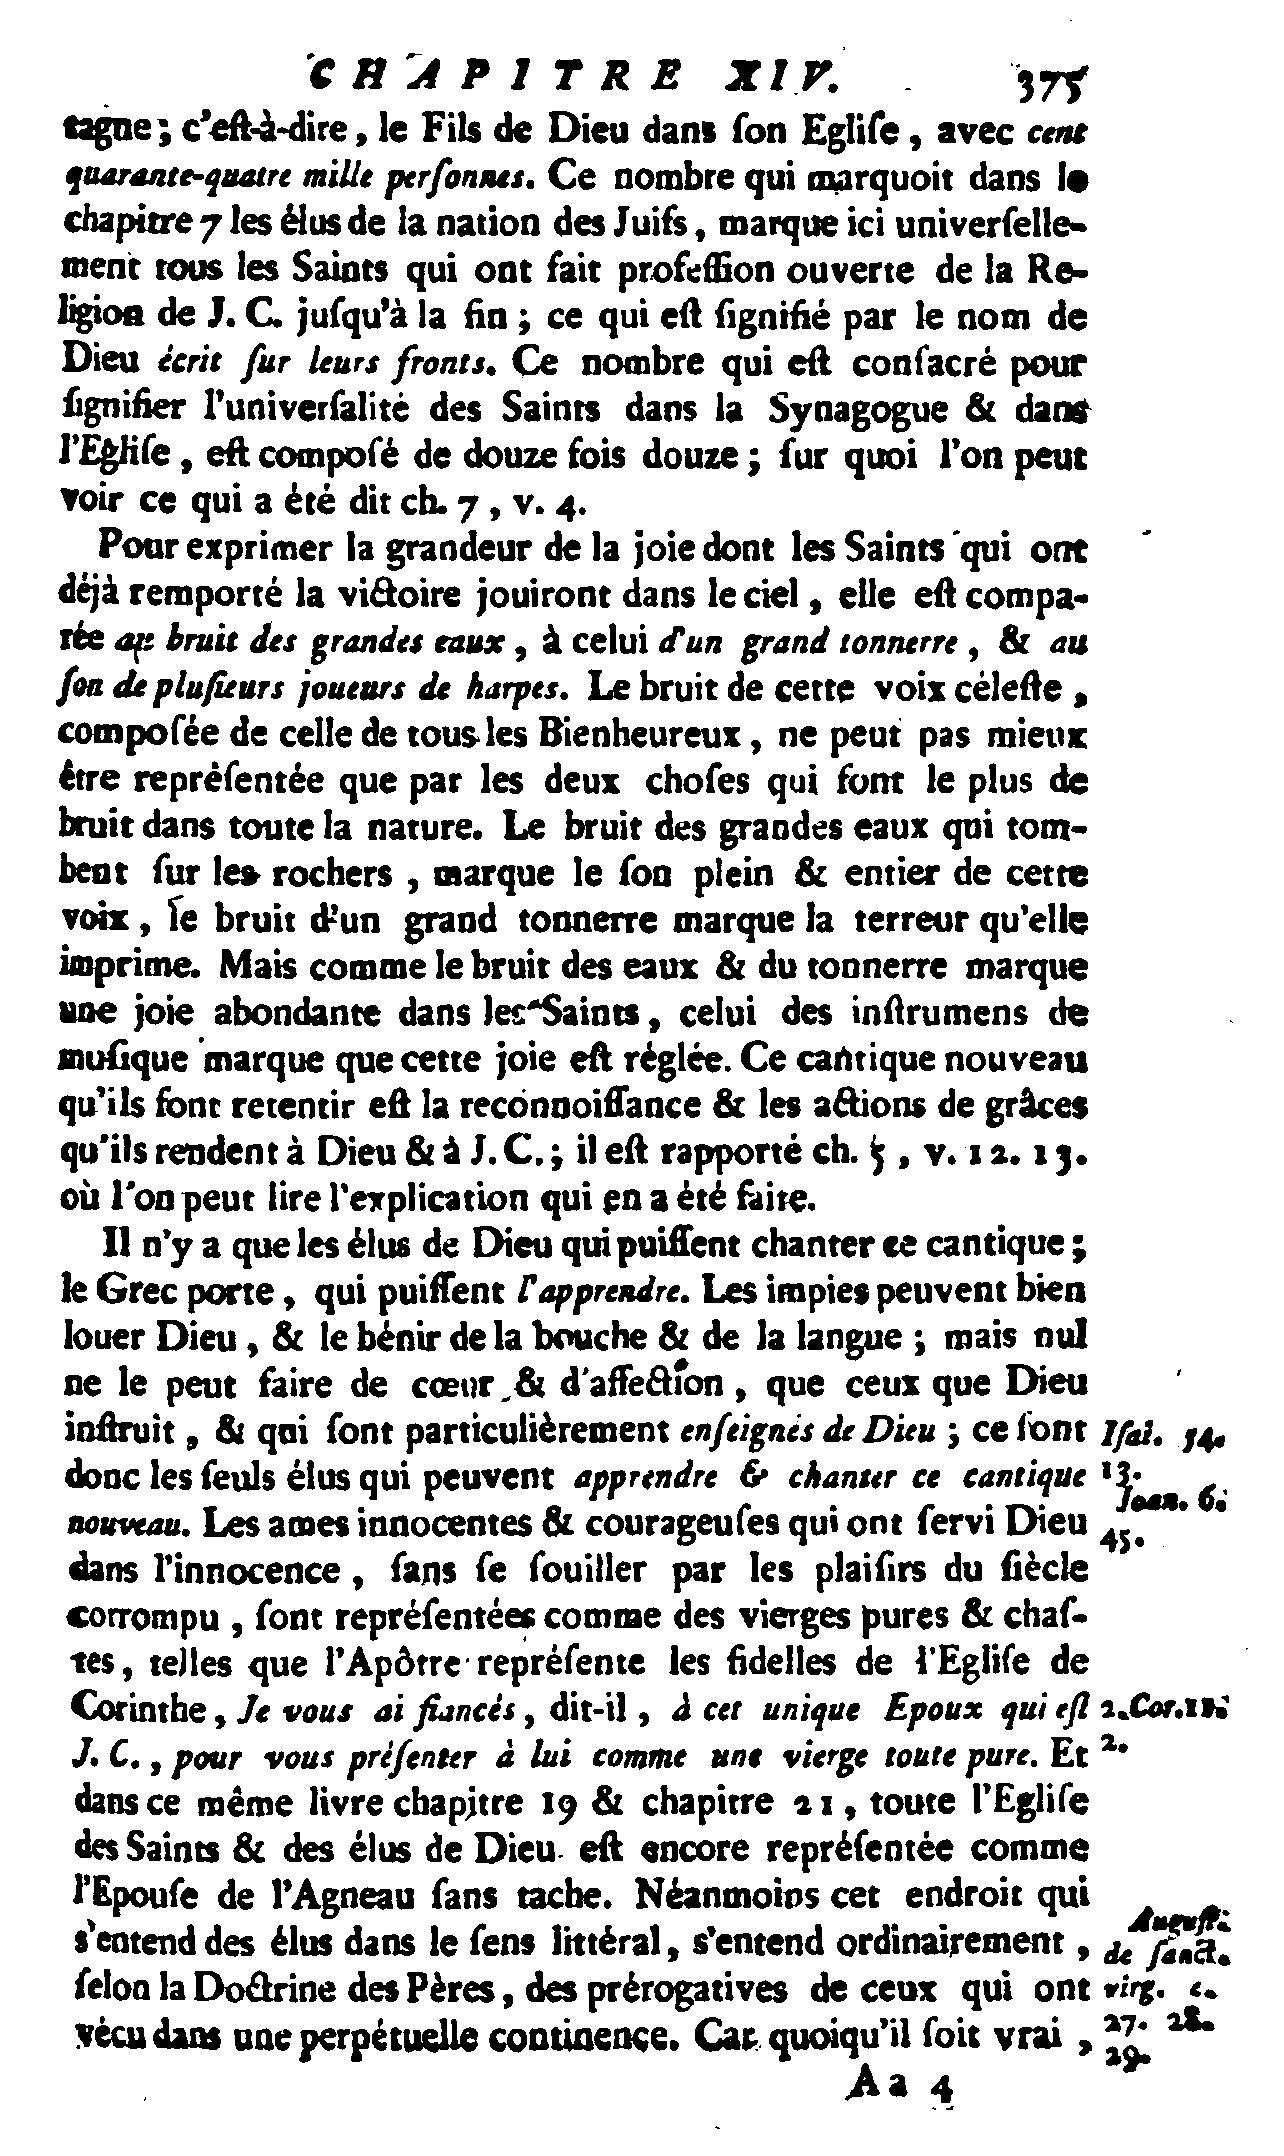 CHAPITRE XIV. 375
tagne ; c'eſt-à-dire, le Fils de Dieu dans ſon Egliſe, avec cent
quarante-quatre mille perſonnes. Ce nombre qui marquoit dans le
chapitre 7 les élus de la nation des Juifs, marque ici univerſelle-
ment tous les Saints qui ont fait profeſſion ouverte de la Re-
ligion de J. C. juſqu'à la fin ; ce qui eſt ſignifié par le nom de
Dieu écrit ſur leurs fronts. Ce nombre qui eſt conſacré pour
ſignifier l'univerſalité des Saints dans la Synagogue & dans
l'Egliſe, eſt compoſé de douze fois douze ; ſur quoi l'on peut
voir ce qui a été dit ch. 7, v. 4.
Pour exprimer la grandeur de la joie dont les Saints qui ont
déjà remporté la victoire jouiront dans le ciel, elle eſt compa-
rée au bruit des grandes eaux, à celui d'un grand tonnerre, & au
ſon de pluſieurs joueurs de harpes. Le bruit de cette voix céleſte,
compoſée de celle de tous les Bienheureux, ne peut pas mieux
être repréſentée que par les deux choſes qui font le plus de
bruit dans toute la nature. Le bruit des grandes eaux qui tom-
bent ſur les rochers, marque le ſon plein & entier de cette
voix, le bruit d'un grand tonnerre marque la terreur qu'elle
imprime. Mais comme le bruit des eaux & du tonnerre marque
une joie abondante dans les Saints, celui des inſtrumens de
muſique marque que cette joie eſt réglée. Ce cantique nouveau
qu'ils font retentir eſt la reconnoiſſance & les actions de grâces
qu'ils rendent à Dieu & à J. C. ; il eſt rapporté ch. 5, v. 12. 13.
où l'on peut lire l'explication qui en a été faite.
Il n'y a que les élus de Dieu qui puiſſent chanter ce cantique ;
le Grec porte, qui puiſſent l'apprendre. Les impies peuvent bien
louer Dieu, & le bénir de la bouche & de la langue ; mais nul
ne le peut faire de cœur & d'affection, que ceux que Dieu
inſtruit, & qui ſont particulièrement enſeignés de Dieu ; ce ſont
donc les ſeuls élus qui peuvent apprendre & chanter ce cantique
nouveau. Les ames innocentes & courageuſes qui ont ſervi Dieu
dans l'innocence, ſans ſe ſouiller par les plaiſirs du ſiècle
corrompu, ſont repréſentées comme des vierges pures & chaſ-
tes, telles que l'Apôtre repréſente les fidelles de l'Egliſe de
Corinthe, Je vous ai fiancés, dit-il, à cet unique Epoux qui eſt
J. C., pour vous préſenter à lui comme une vierge toute pure. Et
dans ce même livre chapitre 19 & chapitre 21, toute l'Egliſe
des Saints & des élus de Dieu eſt encore repréſentée comme
l'Epouſe de l'Agneau ſans tache. Néanmoins cet endroit qui
s'entend des élus dans le ſens littéral, s'entend ordinairement,
ſelon la Doctrine des Pères, des prérogatives de ceux qui ont
vécu dans une perpétuelle continence. Car quoiqu'il ſoit vrai,
Iſai. 54.
13.
Joan. 6.
45.
2. Cor. 11.
2.
Auguſt.
de ſanct.
virg. c.
27. 28.
29.
Aa 4